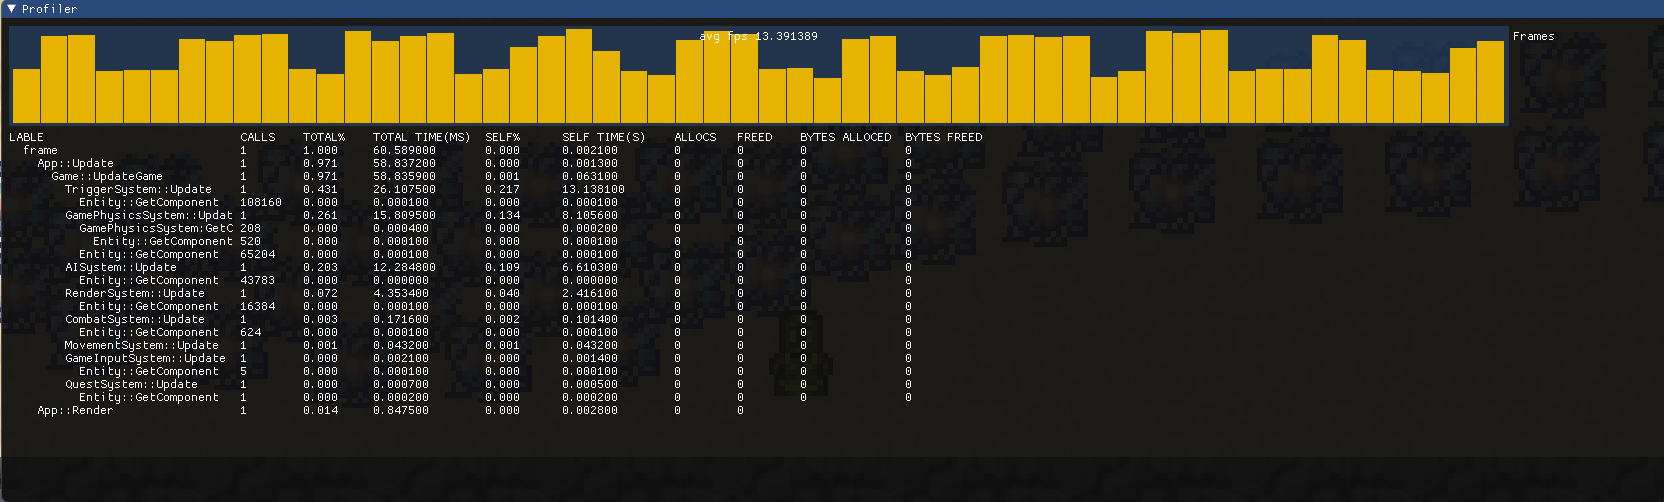 ▼ Profiler
avg fps 13.391389 Frames
LABLE CALLS TOTAL% TOTAL TIME(MS) SELF% SELF TIME(S) ALLOCS FREED BYTES ALLOCED BYTES FREED
frame 1 1.000 60.589000 0.000 0.002100 0 0 0 0
App::Update 1 0.971 58.837200 0.000 0.001300 0 0 0 0
Game::UpdateGame 1 0.971 58.835900 0.001 0.063100 0 0 0 0
TriggerSystem::Update 1 0.431 26.107500 0.217 13.138100 0 0 0 0
Entity::GetComponent 108160 0.000 0.000100 0.000 0.000100 0 0 0 0
GamePhysicsSystem::Updat 1 0.261 15.809500 0.134 8.105600 0 0 0 0
GamePhysicsSystem:GetC 208 0.000 0.000400 0.000 0.000200 0 0 0 0
Entity::GetComponent 520 0.000 0.000100 0.000 0.000100 0 0 0 0
Entity::GetComponent 65204 0.000 0.000100 0.000 0.000100 0 0 0 0
AISystem::Update 1 0.203 12.284800 0.109 6.610300 0 0 0 0
Entity::GetComponent 43783 0.000 0.000000 0.000 0.000000 0 0 0 0
RenderSystem::Update 1 0.072 4.353400 0.040 2.416100 0 0 0 0
Entity::GetComponent 16384 0.000 0.000100 0.000 0.000100 0 0 0 0
CombatSystem::Update 1 0.003 0.171600 0.002 0.101400 0 0 0 0
Entity::GetComponent 624 0.000 0.000100 0.000 0.000100 0 0 0 0
MovementSystem::Update 1 0.001 0.043200 0.001 0.043200 0 0 0 0
GameInputSystem::Update 1 0.000 0.002100 0.000 0.001400 0 0 0 0
Entity::GetComponent 5 0.000 0.000100 0.000 0.000100 0 0 0 0
QuestSystem::Update 1 0.000 0.000700 0.000 0.000500 0 0 0 0
Entity::GetComponent 1 0.000 0.000200 0.000 0.000200 0 0 0 0
App::Render 1 0.014 0.847500 0.000 0.002800 0 0